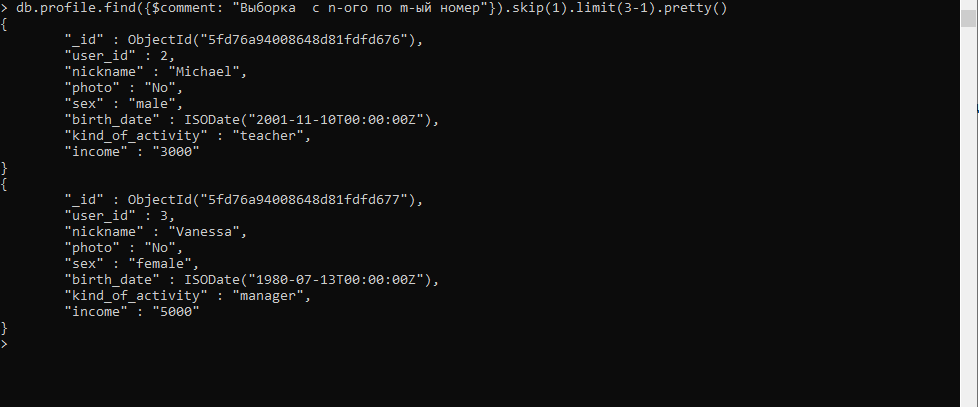 > db.profile.find({$comment: "Выборка  с n-ого по m-ый номер"}).skip(1).limit(3-1).pretty()
{
        "_id" : ObjectId("5fd76a94008648d81fdfd676"),
        "user_id" : 2,
        "nickname" : "Michael",
        "photo" : "No",
        "sex" : "male",
        "birth_date" : ISODate("2001-11-10T00:00:00Z"),
        "kind_of_activity" : "teacher",
        "income" : "3000"
}
{
        "_id" : ObjectId("5fd76a94008648d81fdfd677"),
        "user_id" : 3,
        "nickname" : "Vanessa",
        "photo" : "No",
        "sex" : "female",
        "birth_date" : ISODate("1980-07-13T00:00:00Z"),
        "kind_of_activity" : "manager",
        "income" : "5000"
}
>